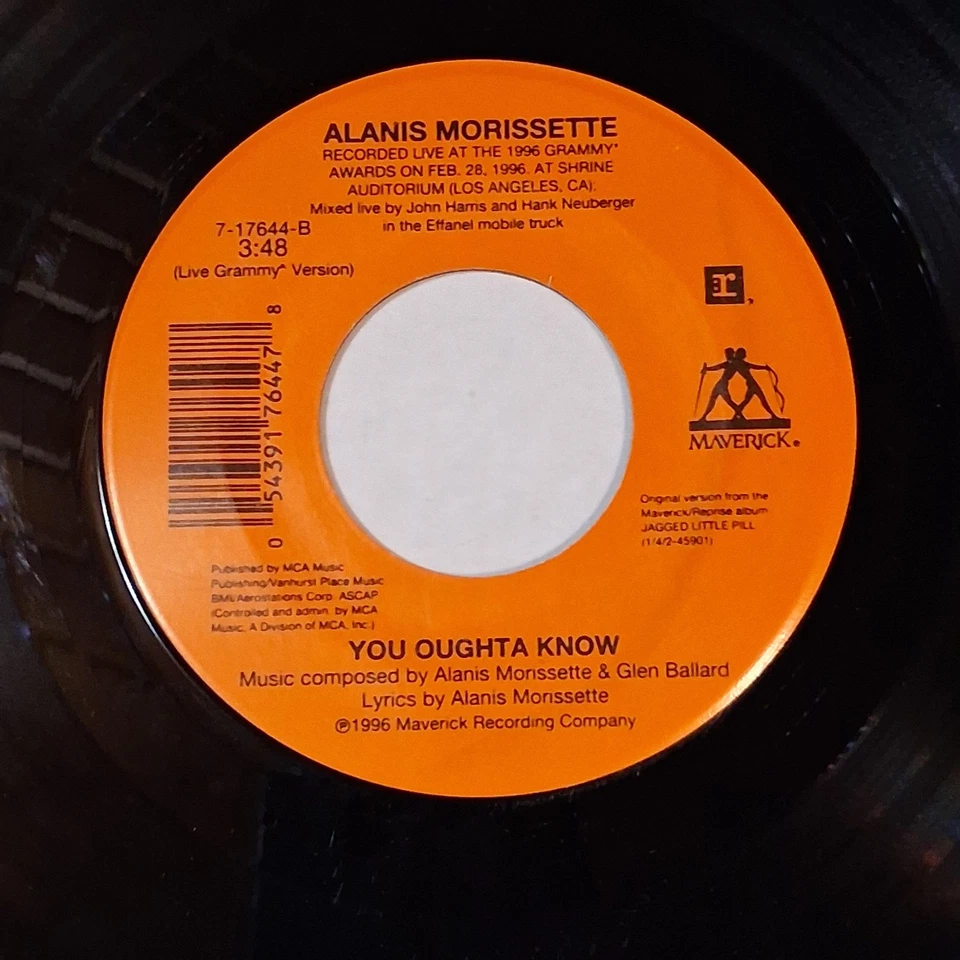 ALANIS MORISSETTE
RECORDED LIVE AT THE 1996 GRAMMY®
AWARDS ON FEB. 28, 1996. AT SHRINE
AUDITORIUM (LOS ANGELES, CA).
Mixed live by John Harris and Hank Neuberger
in the Effanel mobile truck
7-17644-B
3:48
(Live Grammy® Version)
r
MAVERICK®
0 54391 76447 8
Original version from the
Maverick/Reprise album
JAGGED LITTLE PILL
(1/4/2-45901)
Published by MCA Music
Publishing/Vanhurst Place Music
BMI/Aerostations Corp. ASCAP
(Controlled and admin. by MCA
Music, A Division of MCA, Inc.)
YOU OUGHTA KNOW
Music composed by Alanis Morissette & Glen Ballard
Lyrics by Alanis Morissette
℗1996 Maverick Recording Company